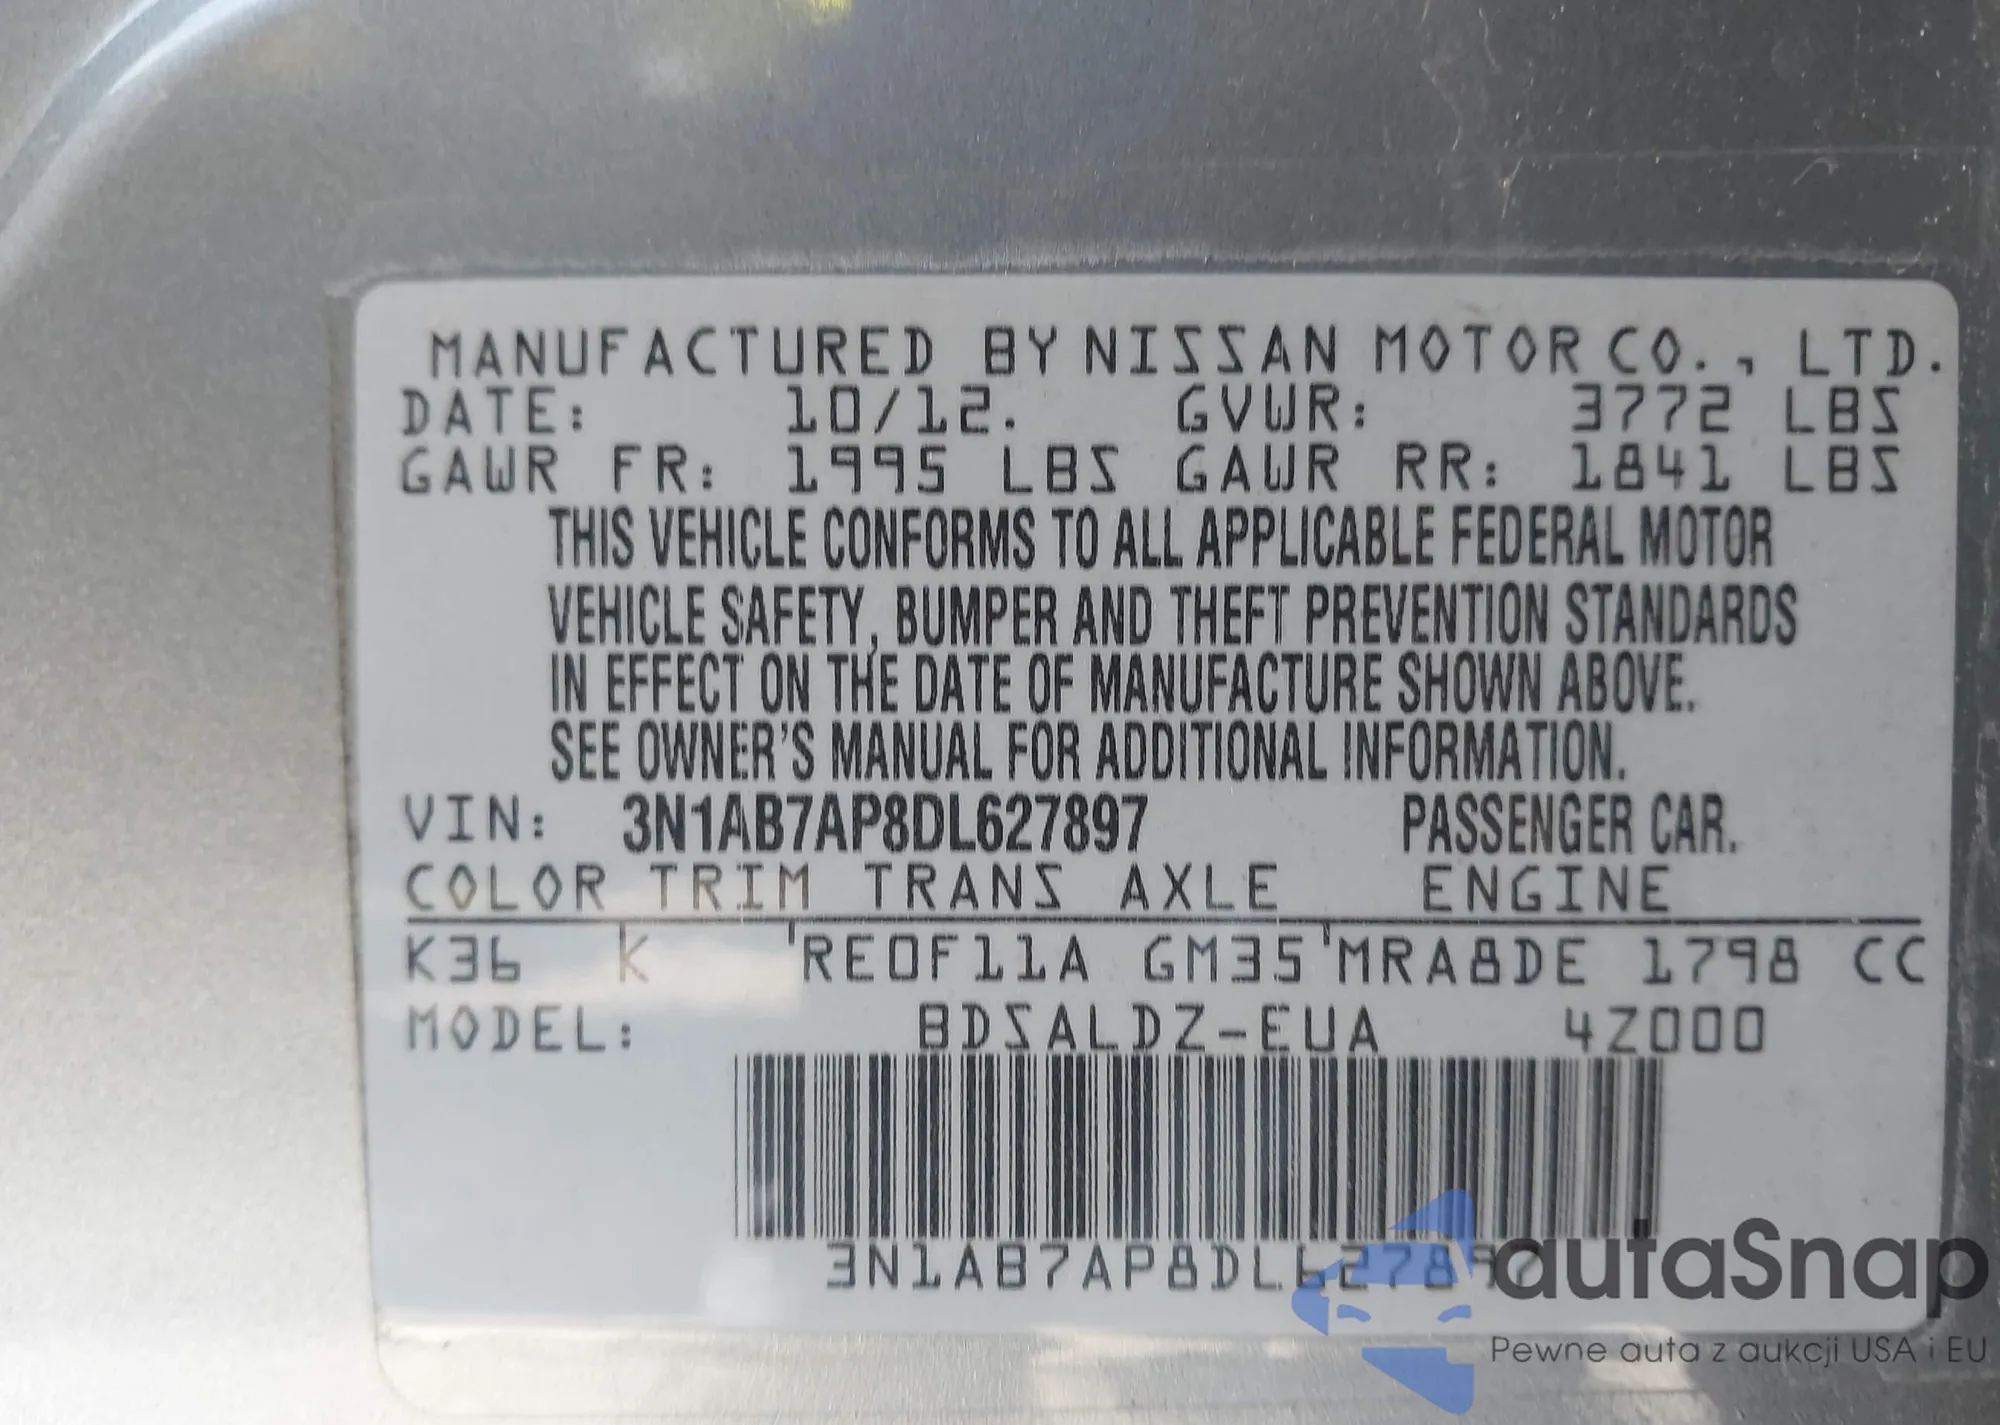 MANUFACTURED BY NISSAN MOTOR CO., LTD.
DATE: 10/12. GVWR: 3772 LBS
GAWR FR: 1995 LBS GAWR RR: 1841 LBS
THIS VEHICLE CONFORMS TO ALL APPLICABLE FEDERAL MOTOR
VEHICLE SAFETY, BUMPER AND THEFT PREVENTION STANDARDS
IN EFFECT ON THE DATE OF MANUFACTURE SHOWN ABOVE.
SEE OWNER'S MANUAL FOR ADDITIONAL INFORMATION.
VIN: 3N1AB7AP8DL627897 PASSENGER CAR.
COLOR TRIM TRANS AXLE ENGINE
K36 K RE0F11A GM35 MRA8DE 1798 CC
MODEL: BDSALDZ-EUA 4Z000
3N1AB7AP8DL627897
autaSnap
Pewne auta z aukcji USA i EU